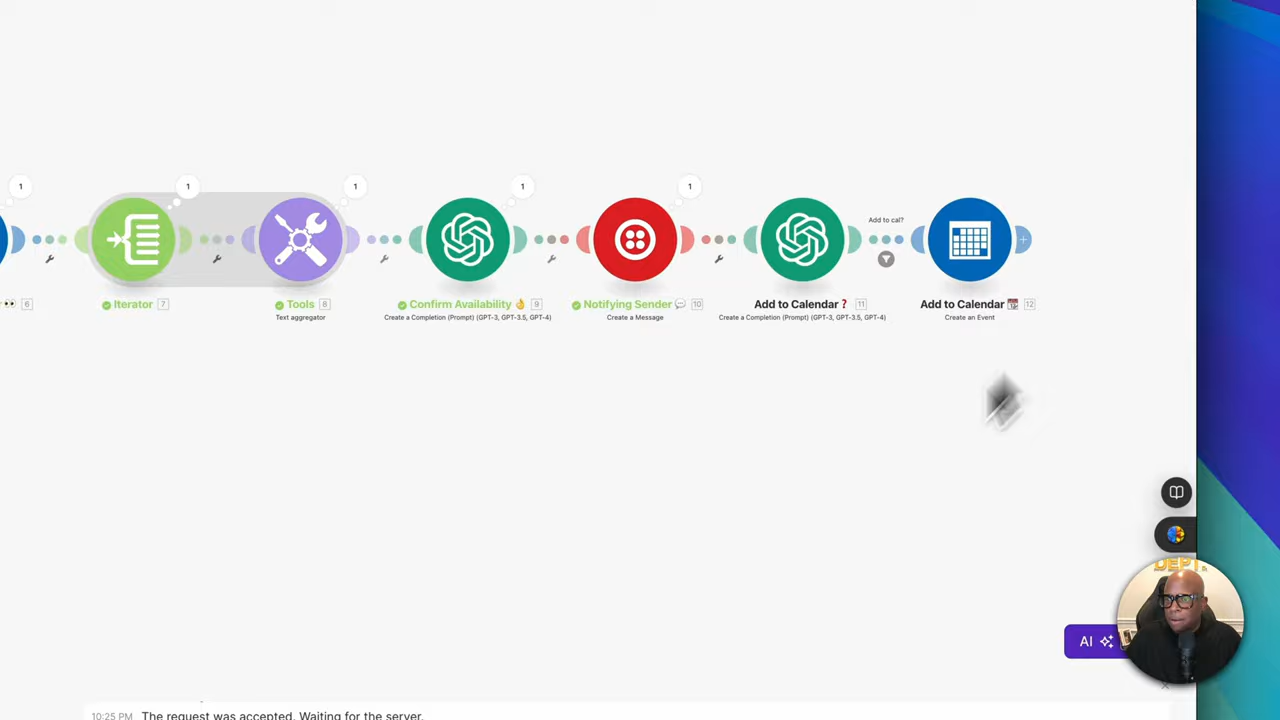 1
1
1
1
1
Add to cal?
6
Iterator 7
Tools 8
Text aggregator
Confirm Availability 👌 9
Create a Completion (Prompt) (GPT-3, GPT-3.5, GPT-4)
Notifying Sender 💬 10
Create a Message
Add to Calendar ❓ 11
Create a Completion (Prompt) (GPT-3, GPT-3.5, GPT-4)
Add to Calendar 📆 12
Create an Event
DEPT
AI
10:25 PM The request was accepted. Waiting for the server.